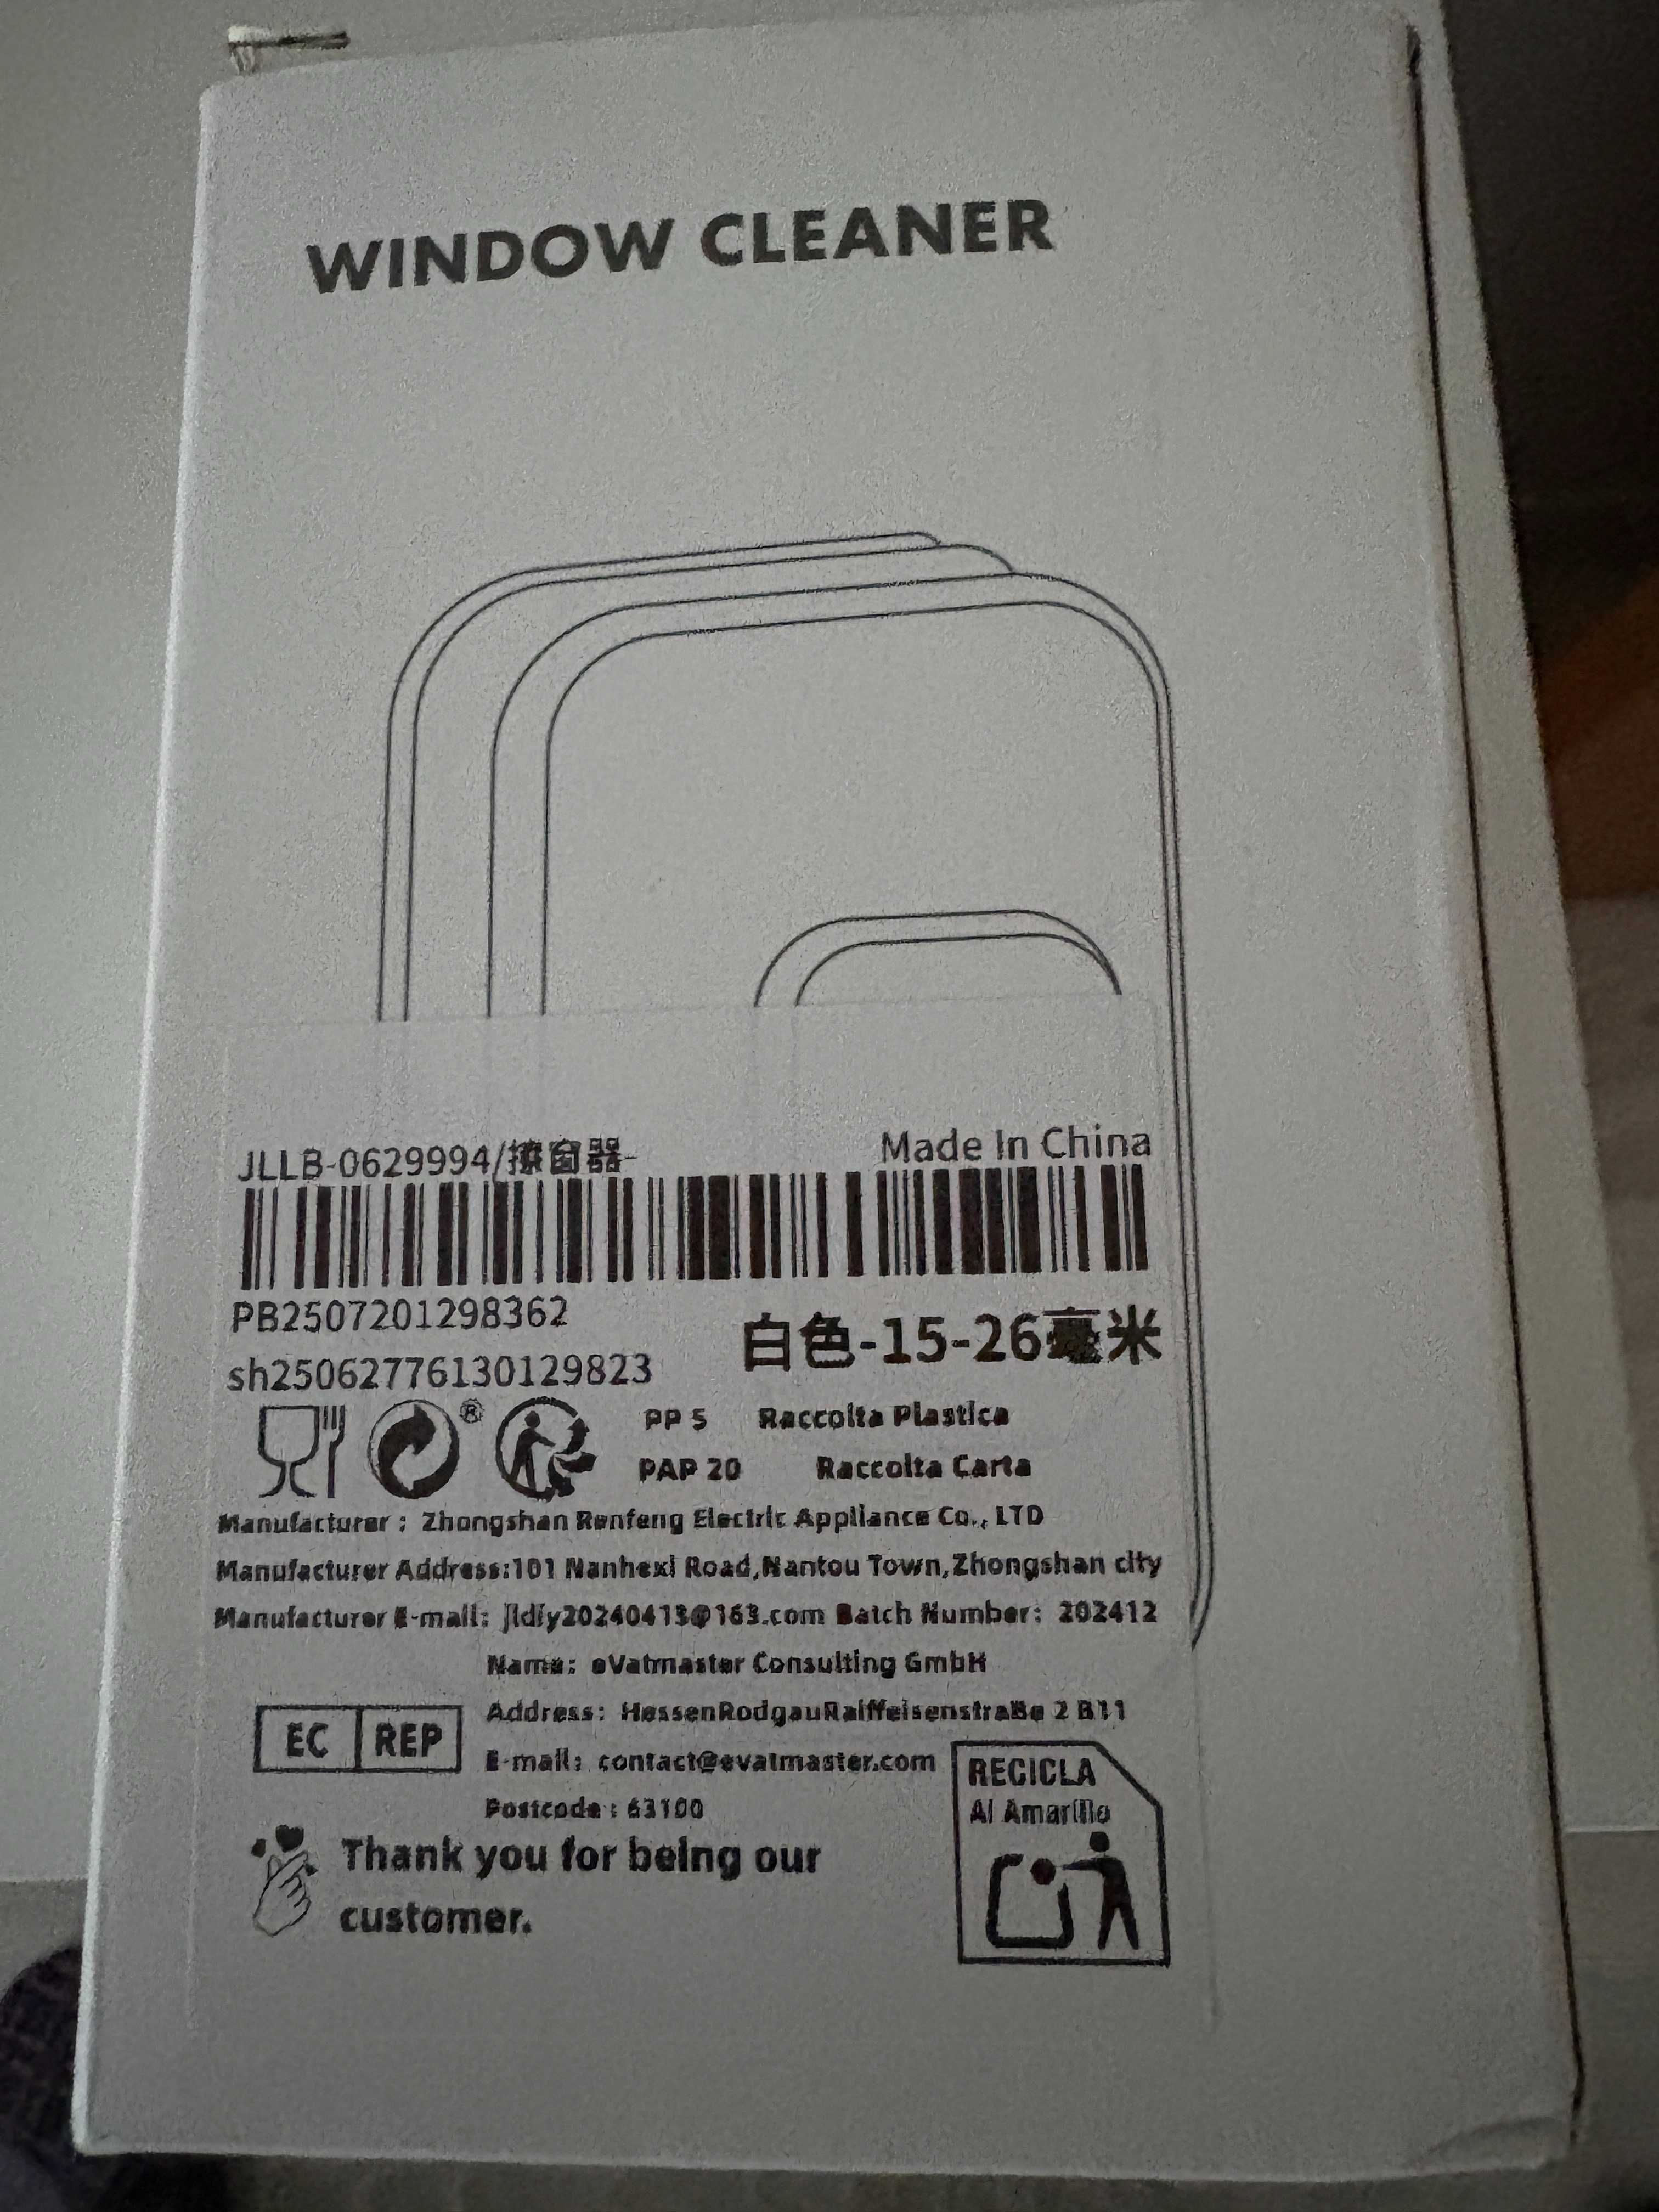 WINDOW CLEANER
JLLB-0629994/擦窗器-
Made In China
PB2507201298362
白色-15-26毫米
sh25062776130129823
®
PP 5 Raccolta Plastica
PAP 20 Raccolta Carta
Manufacturer : Zhongshan Renfeng Electric Appliance Co., LTD
Manufacturer Address:101 Nanhexi Road,Nantou Town,Zhongshan city
Manufacturer E-mail: jldiy20240413@163.com Batch Number: 202412
Name: eVatmaster Consulting GmbH
Address: HessenRodgauRaiffeisenstraße 2 B11
EC REP
E-mail: contact@evatmaster.com
Postcode : 63100
RECICLA
Al Amarillo
Thank you for being our
customer.